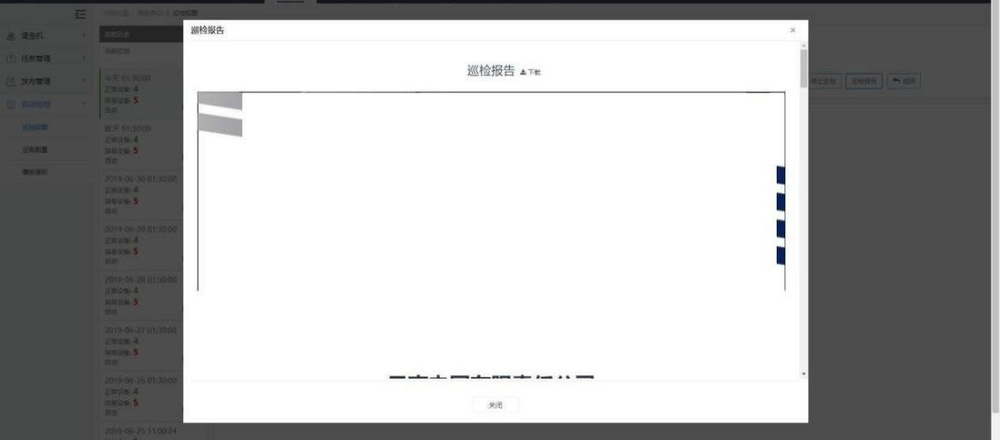 巡检报告
×
巡检报告 下载
关闭
堡垒机
任务管理
发布管理
自动巡检
任务配置
今天 01:30:00
正常设备: 4
异常设备: 5
自动
昨天 01:30:00
正常设备: 4
异常设备: 5
自动
2019-06-30 01:30:00
正常设备: 4
异常设备: 5
自动
2019-06-29 01:30:00
正常设备: 4
异常设备: 5
自动
2019-06-28 01:30:00
正常设备: 4
异常设备: 5
自动
2019-06-27 01:30:00
正常设备: 4
异常设备: 5
自动
2019-06-26 01:30:00
正常设备: 4
异常设备: 5
自动
2019-06-25 11:00:24
停止巡检
巡检报告
返回